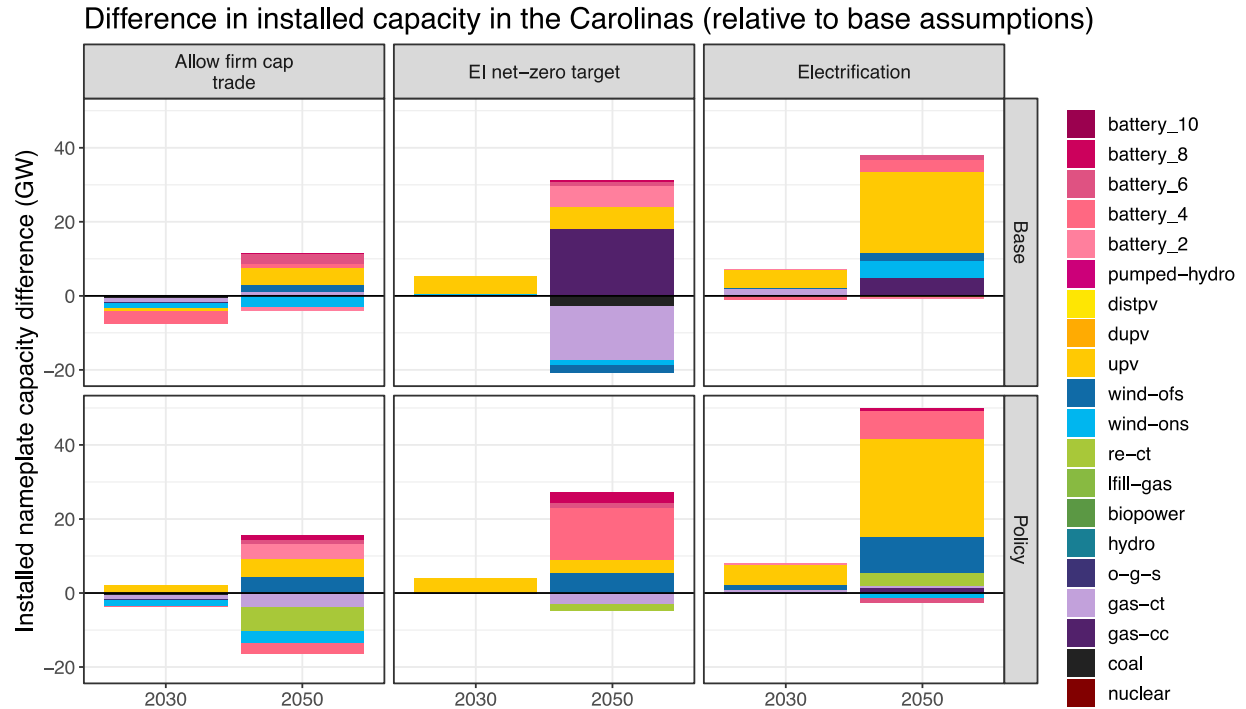 Difference in installed capacity in the Carolinas (relative to base assumptions)
Allow firm cap
trade
EI net−zero target
Electrification
Installed nameplate capacity difference (GW)
40
20
0
−20
Base
40
20
0
−20
Policy
2030
2050
2030
2050
2030
2050
battery_10
battery_8
battery_6
battery_4
battery_2
pumped−hydro
distpv
dupv
upv
wind−ofs
wind−ons
re−ct
lfill−gas
biopower
hydro
o−g−s
gas−ct
gas−cc
coal
nuclear